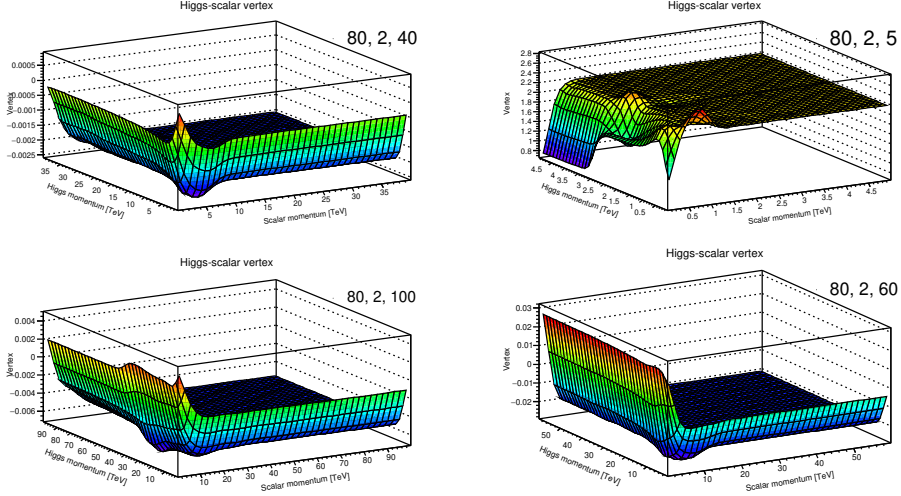 Higgs-scalar vertex
80, 2, 40
Vertex
0.0005
0
−0.0005
−0.001
−0.0015
−0.002
−0.0025
35 30 25 20 15 10 5
Higgs momentum [TeV]
5 10 15 20 25 30 35
Scalar momentum [TeV]
Higgs-scalar vertex
80, 2, 5
Vertex
2.8
2.6
2.4
2.2
2
1.8
1.6
1.4
1.2
1
0.8
4.5 4 3.5 3 2.5 2 1.5 1 0.5
Higgs momentum [TeV]
0.5 1 1.5 2 2.5 3 3.5 4 4.5
Scalar momentum [TeV]
Higgs-scalar vertex
80, 2, 100
Vertex
0.004
0.002
0
−0.002
−0.004
−0.006
90 80 70 60 50 40 30 20 10
Higgs momentum [TeV]
10 20 30 40 50 60 70 80 90
Scalar momentum [TeV]
Higgs-scalar vertex
80, 2, 60
Vertex
0.03
0.02
0.01
0
−0.01
−0.02
50 40 30 20 10
Higgs momentum [TeV]
10 20 30 40 50
Scalar momentum [TeV]